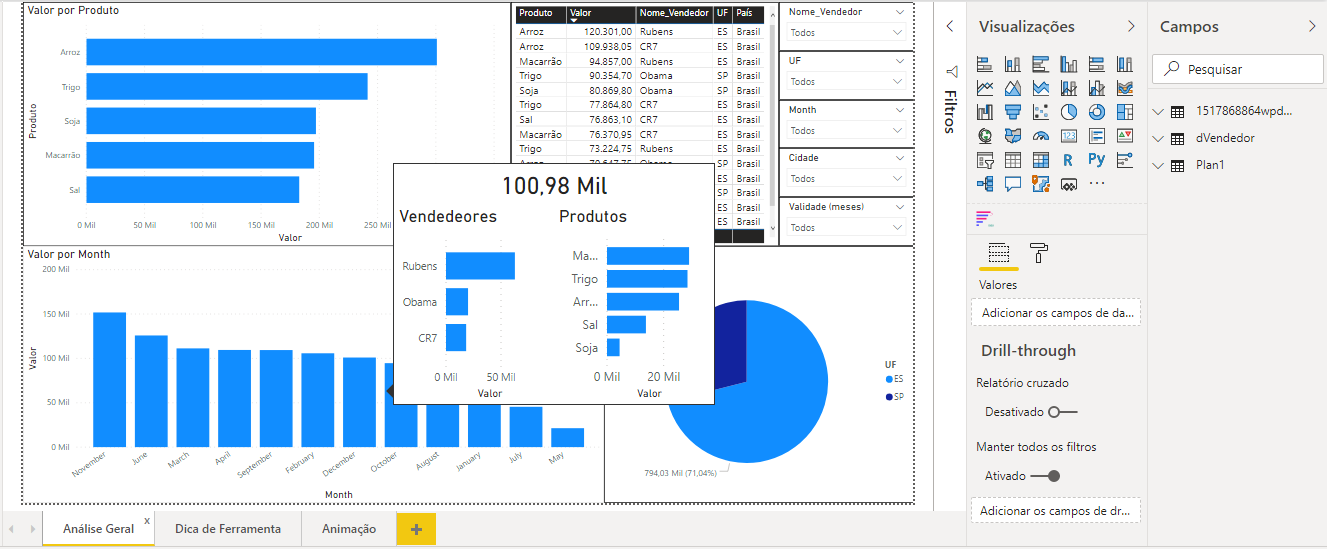 Valor por Produto
Produto
Arroz
Trigo
Soja
Macarrão
Sal
0 Mil 50 Mil 100 Mil 150 Mil 200 Mil 250 Mil
Valor
Produto Valor Nome_Vendedor UF País
Arroz 120.301,00 Rubens ES Brasil
Arroz 109.938,05 CR7 ES Brasil
Macarrão 94.857,00 Rubens ES Brasil
Trigo 90.354,70 Obama SP Brasil
Soja 80.869,80 Obama SP Brasil
Trigo 77.864,80 CR7 ES Brasil
Sal 76.863,10 CR7 ES Brasil
Macarrão 76.370,95 CR7 ES Brasil
Trigo 73.224,75 Rubens ES Brasil
SP Brasil
ES Brasil
SP Brasil
ES Brasil
ES Brasil
Nome_Vendedor
Todos
UF
Todos
Month
Todos
Cidade
Todos
Validade (meses)
Todos
100,98 Mil
Vendedeores
Rubens
Obama
CR7
0 Mil 50 Mil
Valor
Produtos
Ma...
Trigo
Arr...
Sal
Soja
0 Mil 20 Mil
Valor
Valor por Month
Valor
200 Mil
150 Mil
100 Mil
50 Mil
0 Mil
November June March April September February December October August January July May
Month
UF
ES
SP
794,03 Mil (71,04%)
Análise Geral x
Dica de Ferramenta
Animação
+
Filtros
Visualizações
R Py
123
...
Valores
Adicionar os campos de da...
Drill-through
Relatório cruzado
Desativado
Manter todos os filtros
Ativado
Adicionar os campos de dr...
Campos
Pesquisar
1517868864wpd...
dVendedor
Plan1